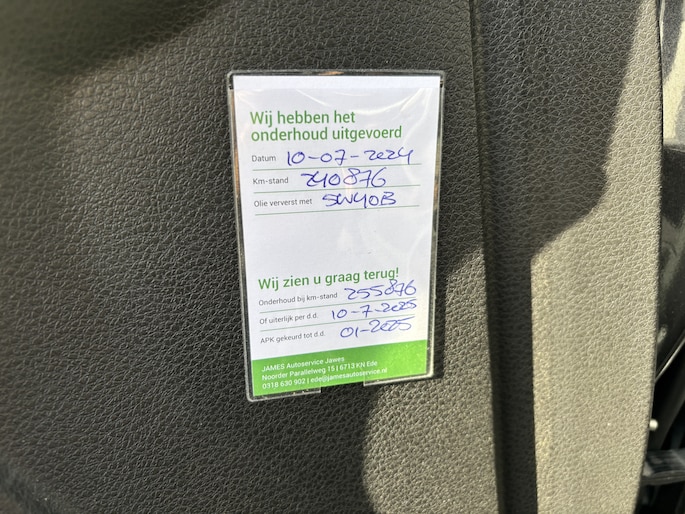 Wij hebben het
onderhoud uitgevoerd
Datum 10-07-2024
Km-stand 240876
Olie ververst met 5W40B
Wij zien u graag terug!
Onderhoud bij km-stand 255876
Of uiterlijk per d.d. 10-7-2025
APK gekeurd tot d.d. 01-2025
JAMES Autoservice Jawes
Noorder Parallelweg 15 | 6713 KN Ede
0318 630 902 | ede@jamesautoservice.nl